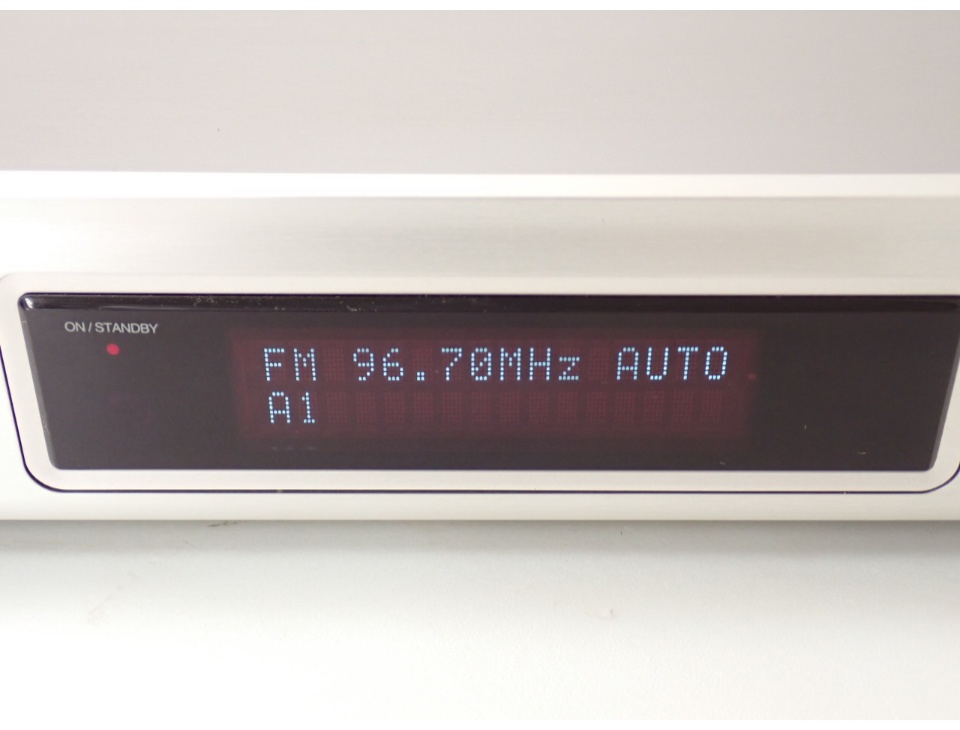 ON / STANDBY
FM 96.70MHz AUTO
A1